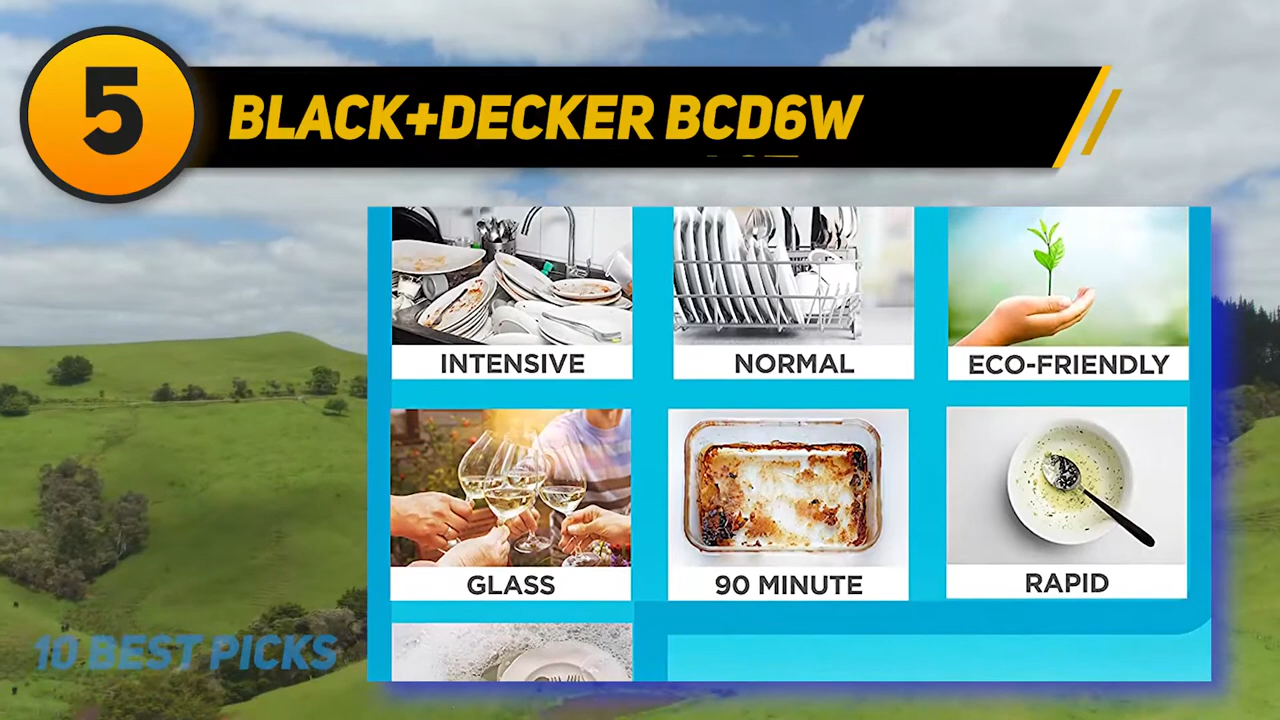 5
BLACK+DECKER BCD6W
INTENSIVE
NORMAL
ECO-FRIENDLY
GLASS
90 MINUTE
RAPID
10 BEST PICKS